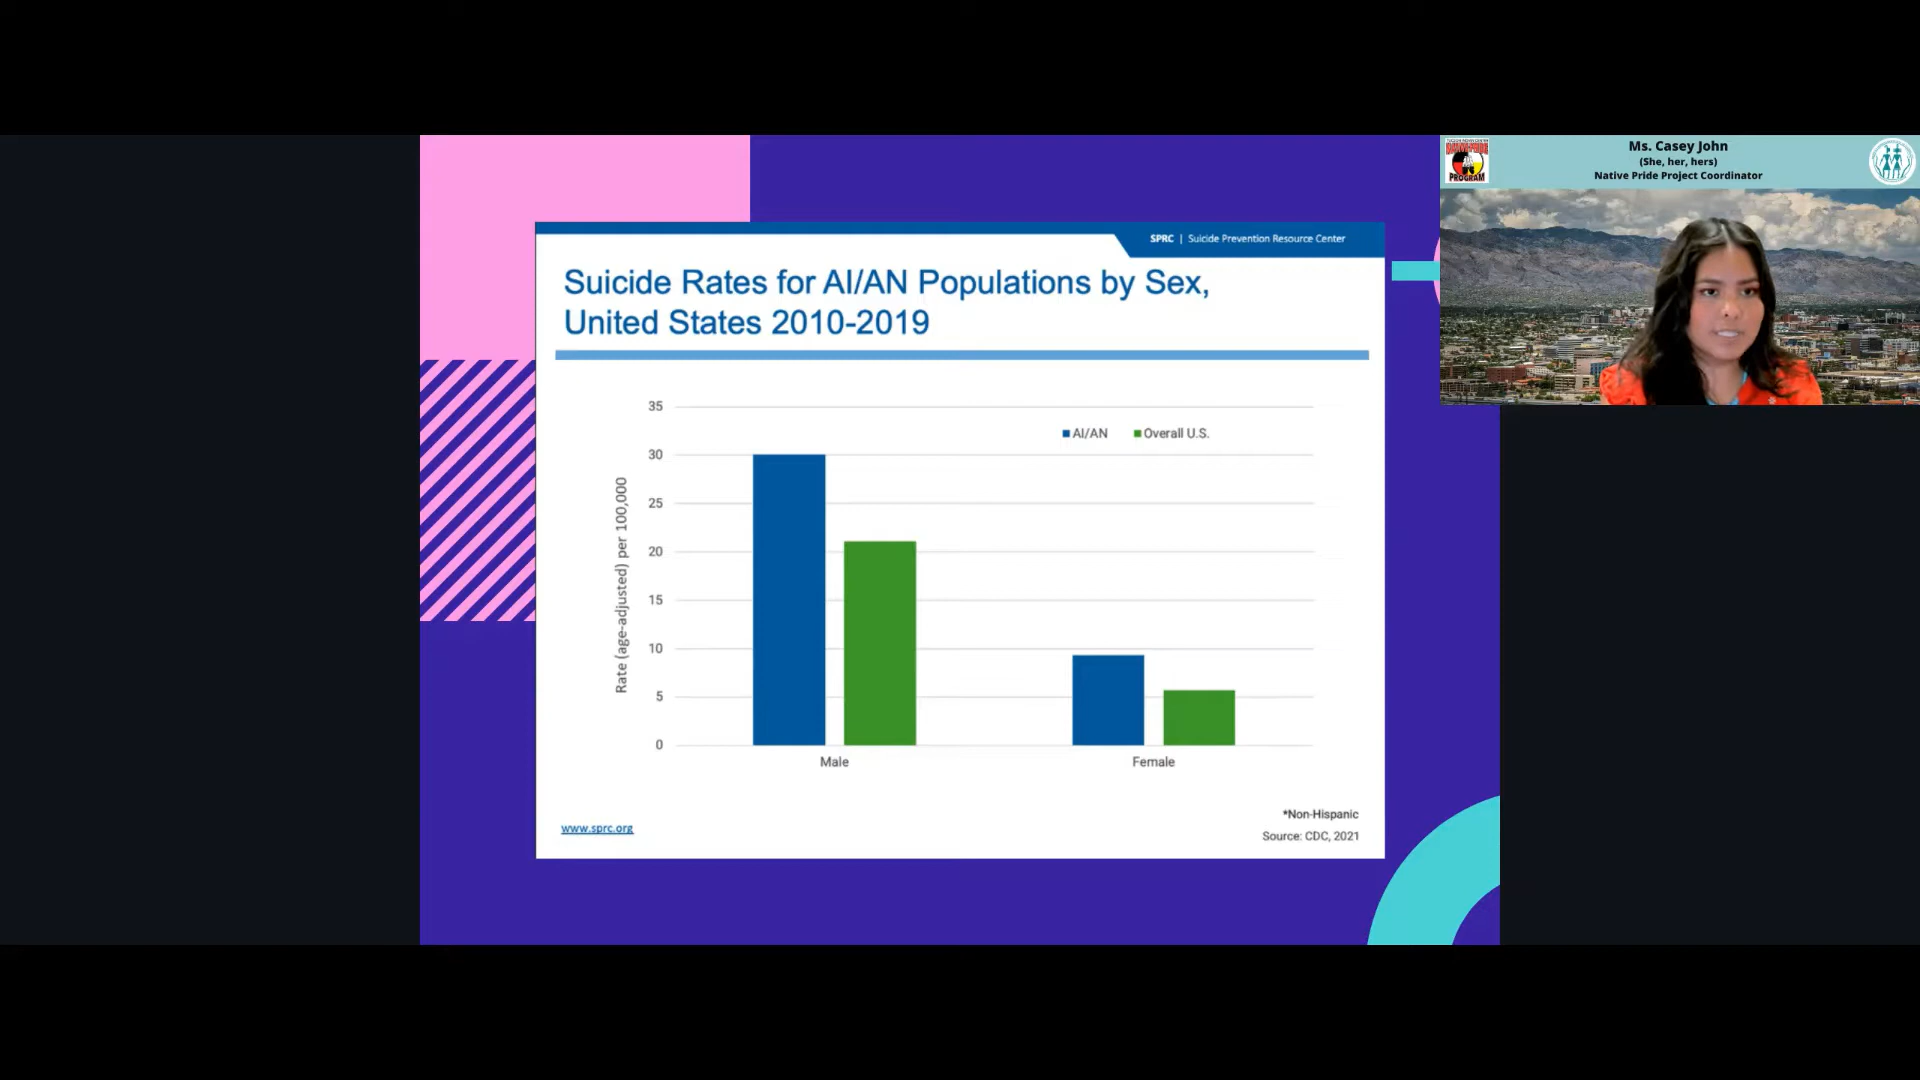 Ms. Casey John
(She, her, hers)
Native Pride Project Coordinator
PROGRAM
SPRC | Suicide Prevention Resource Center
Suicide Rates for AI/AN Populations by Sex,
United States 2010-2019
35
AI/AN
Overall U.S.
30
25
20
15
10
5
0
Rate (age-adjusted) per 100,000
Male
Female
*Non-Hispanic
www.sprc.org
Source: CDC, 2021